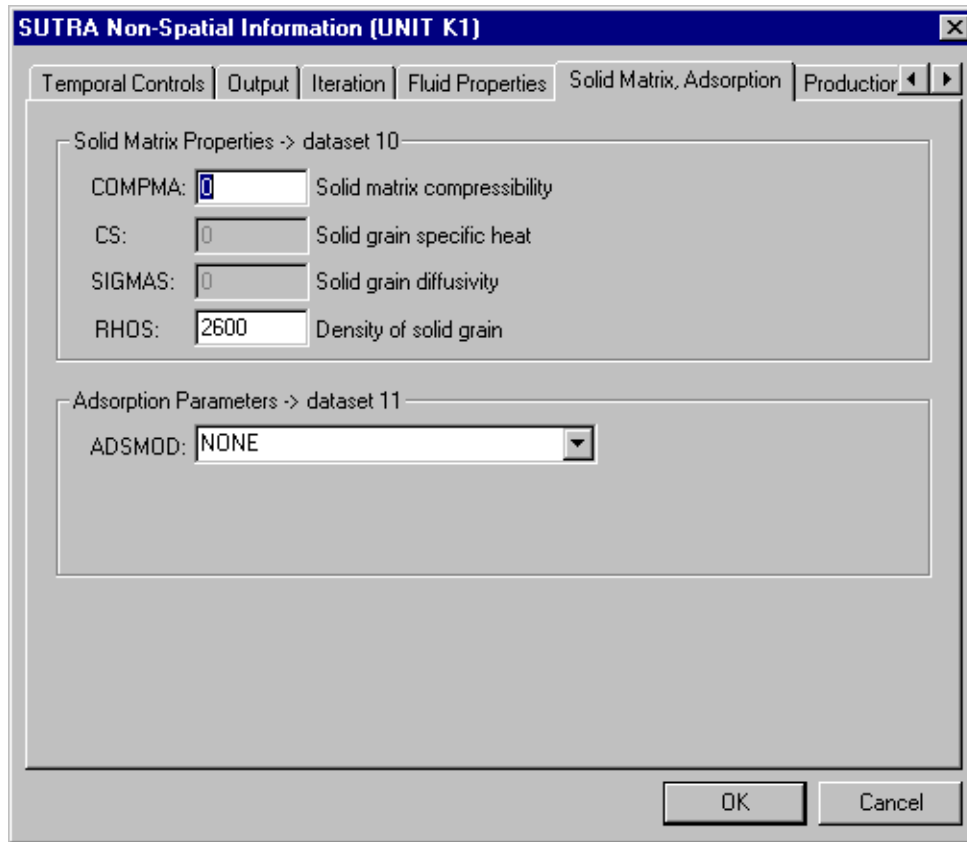 SUTRA Non-Spatial Information (UNIT K1)
Temporal Controls Output Iteration Fluid Properties Solid Matrix, Adsorption Production
Solid Matrix Properties -> dataset 10
COMPMA: 0 Solid matrix compressibility
CS: 0 Solid grain specific heat
SIGMAS: 0 Solid grain diffusivity
RHOS: 2600 Density of solid grain
Adsorption Parameters -> dataset 11
ADSMOD: NONE
OK Cancel